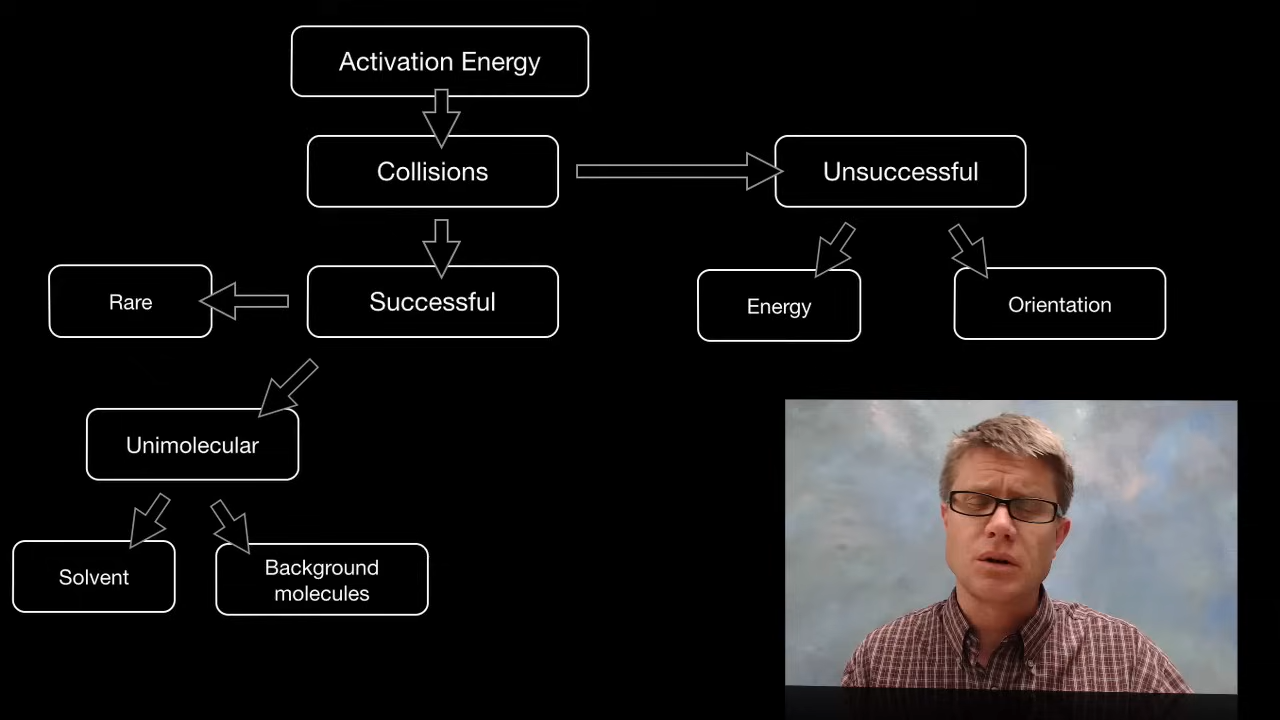 Activation Energy
Collisions
Unsuccessful
Rare
Successful
Energy
Orientation
Unimolecular
Solvent
Background
molecules